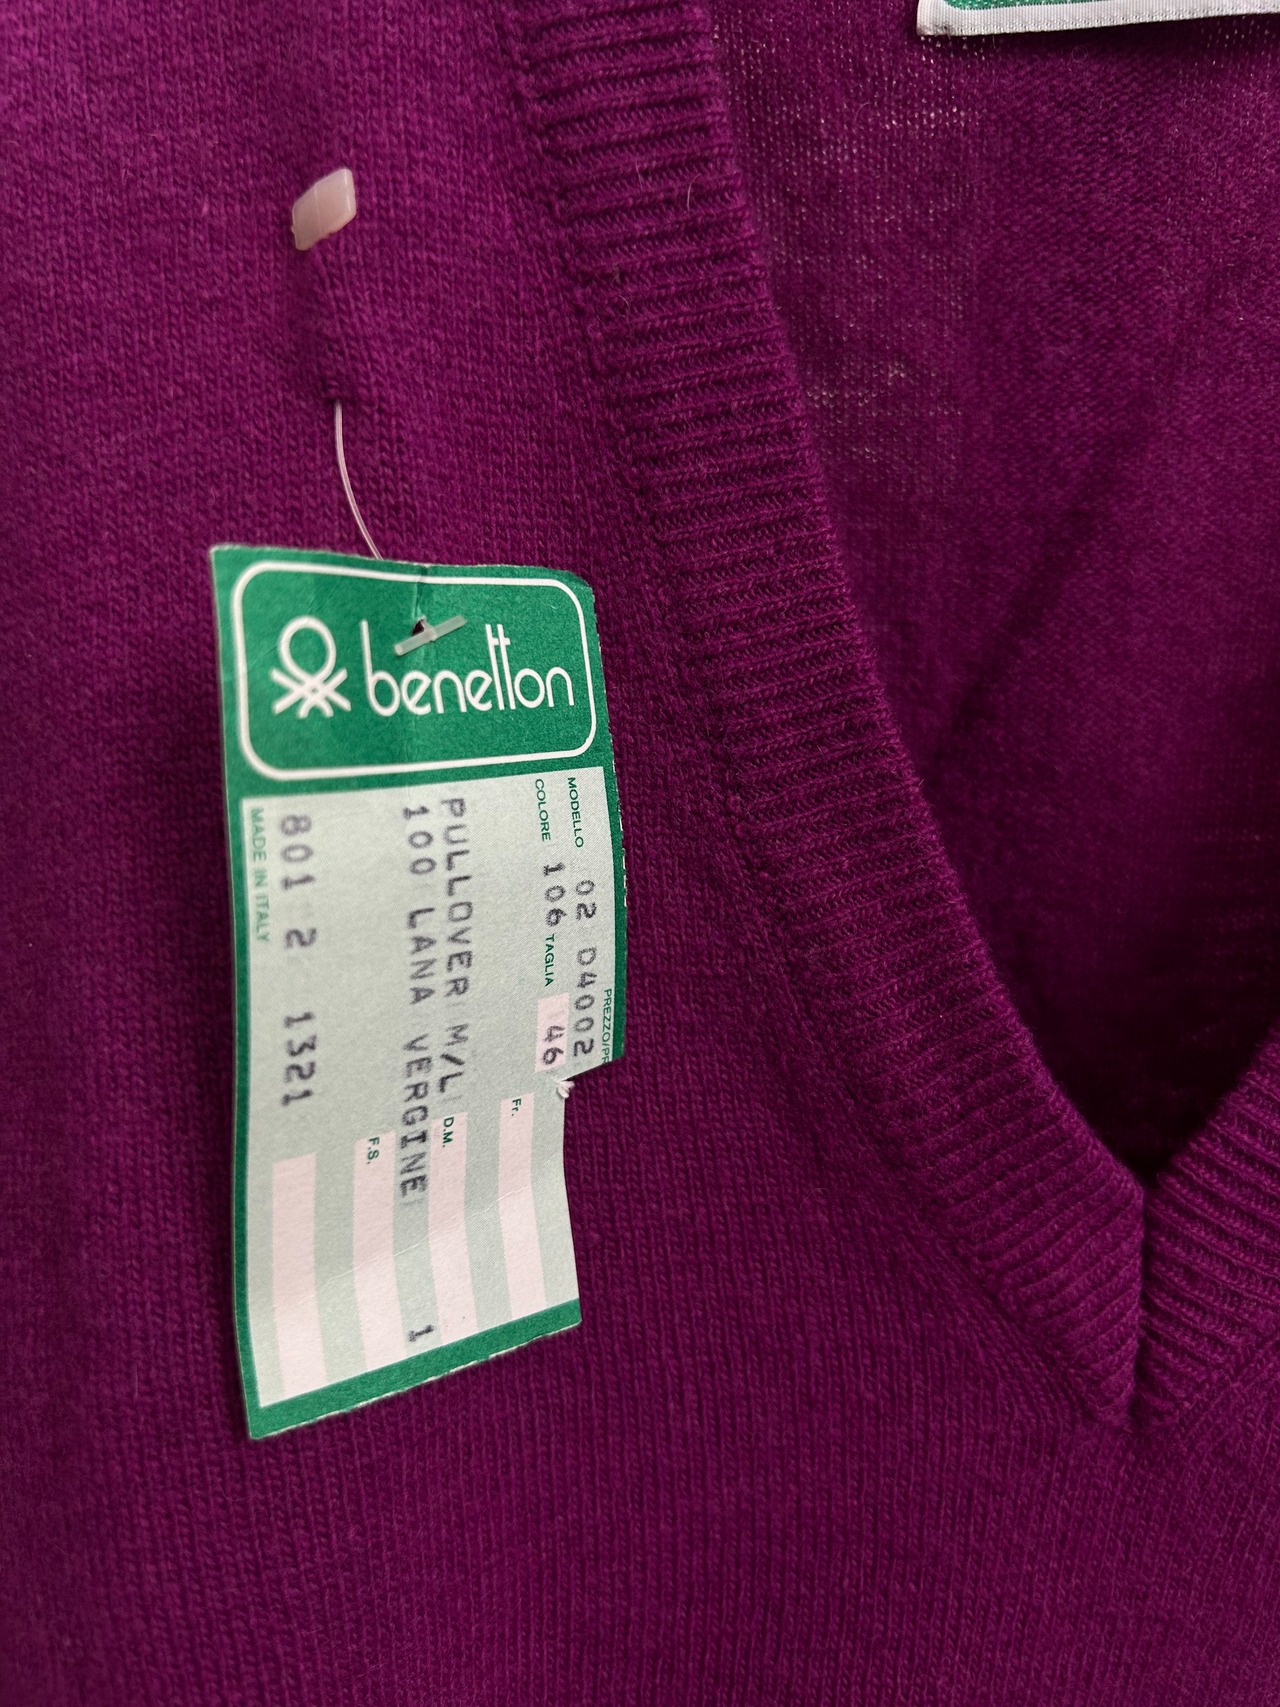 benetton
MODELLO 02 D4002
COLORE 106 TAGLIA 46
PULLOVER M/L
100 LANA VERGINE 1
801 2 1321
MADE IN ITALY
Fr.
D.M.
F.S.